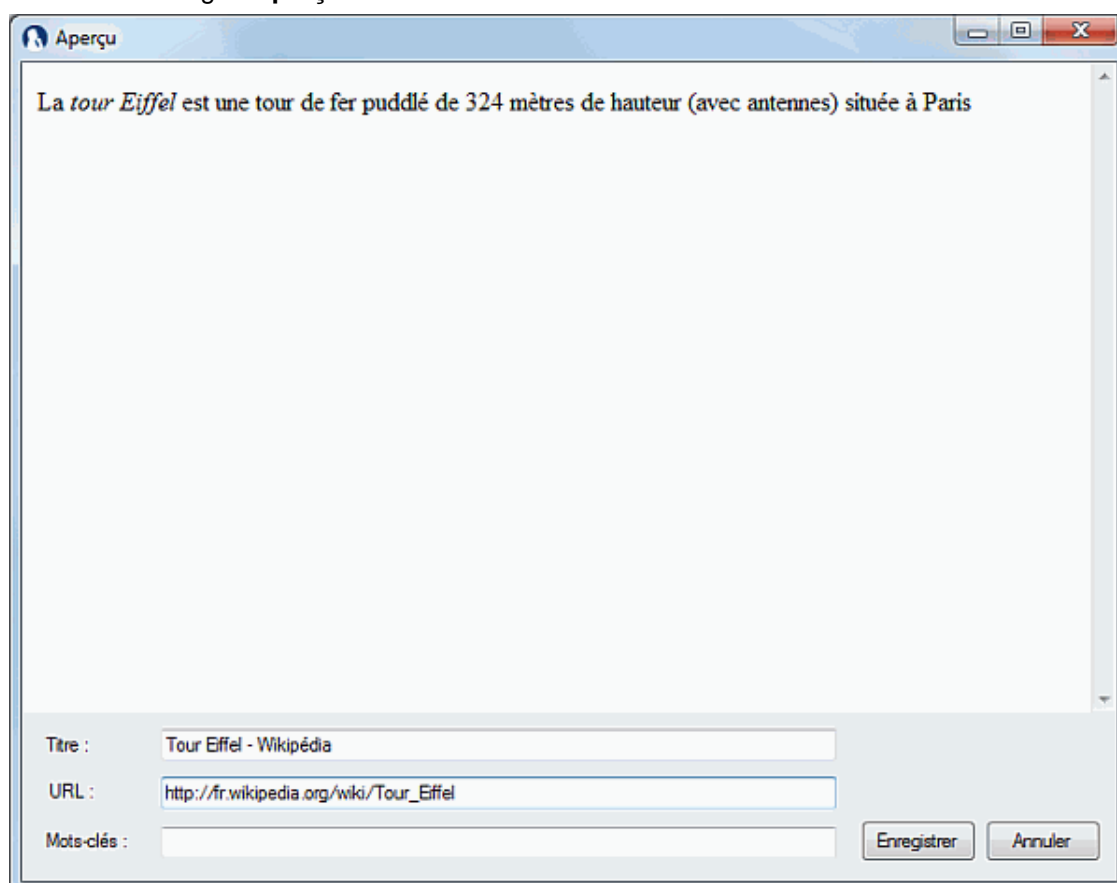 Aperçu
La tour Eiffel est une tour de fer puddlé de 324 mètres de hauteur (avec antennes) située à Paris
Titre :
Tour Eiffel - Wikipédia
URL :
http://fr.wikipedia.org/wiki/Tour_Eiffel
Mots-clés :
Enregistrer
Annuler